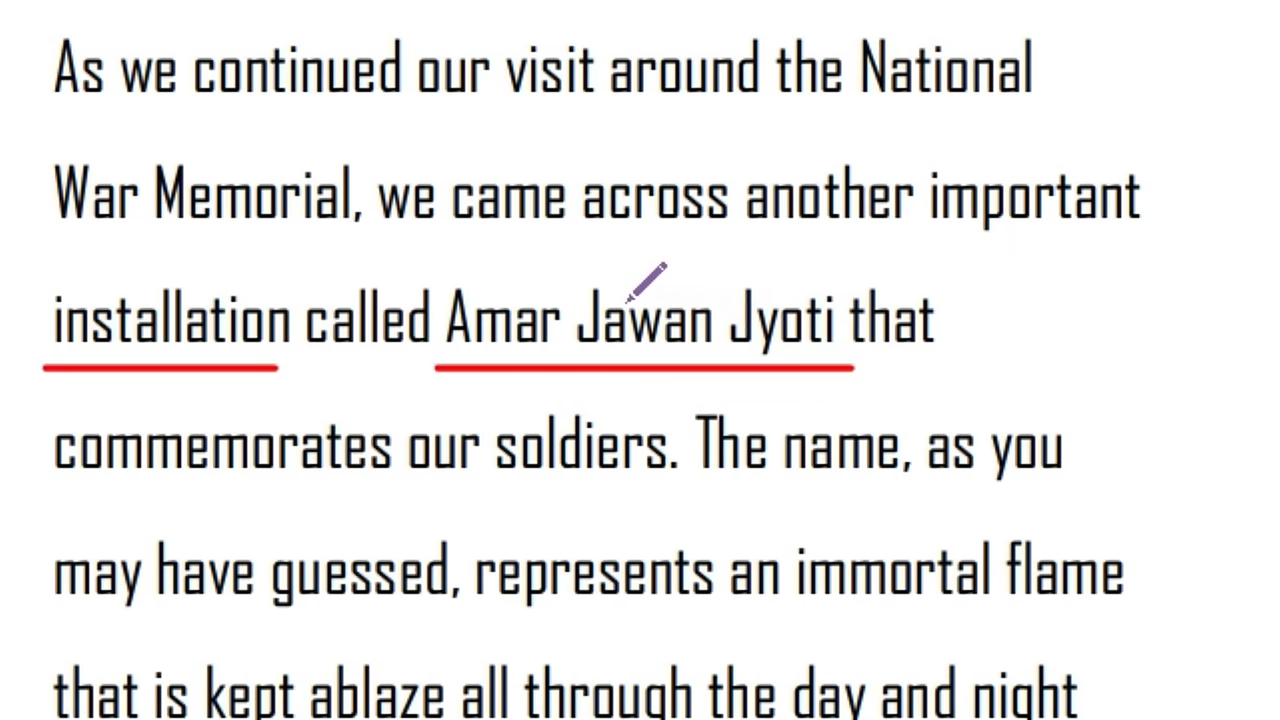 As we continued our visit around the National
War Memorial, we came across another important
installation called Amar Jawan Jyoti that
commemorates our soldiers. The name, as you
may have guessed, represents an immortal flame
that is kept ablaze all through the day and night